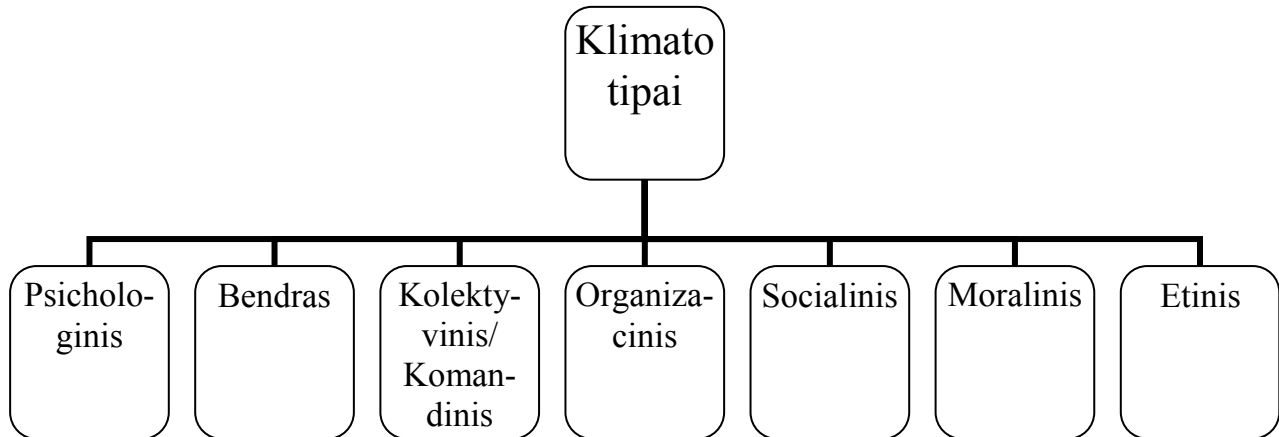 Klimato
tipai
Psicholo-
ginis
Bendras
Kolekty-
vinis/
Koman-
dinis
Organiza-
cinis
Socialinis
Moralinis
Etinis